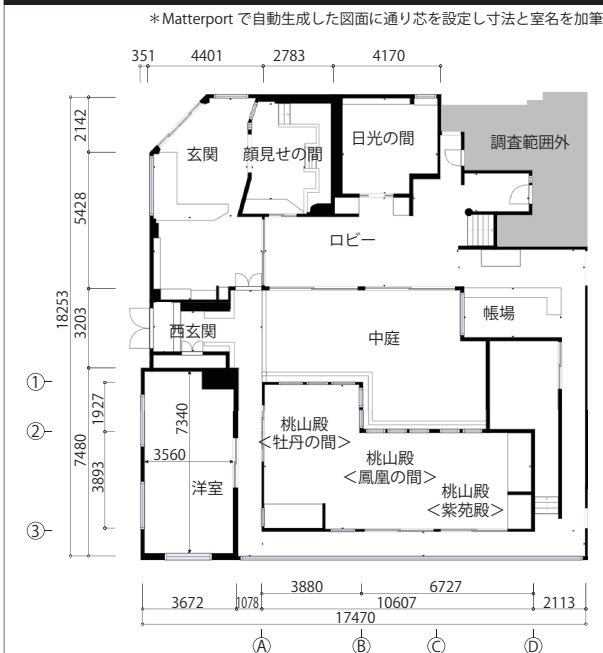 ＊Matterport で自動生成した図面に通り芯を設定し寸法と室名を加筆
351 4401 2783 4170
2142
5428
18253
3203
7480
1927
3893
玄関
顔見せの間
日光の間
調査範囲外
ロビー
西玄関
中庭
帳場
①
②
③
7340
3560
洋室
桃山殿
＜牡丹の間＞
桃山殿
＜鳳凰の間＞
桃山殿
＜紫苑殿＞
3880 6727
3672 1078 10607 2113
17470
Ⓐ Ⓑ Ⓒ Ⓓ